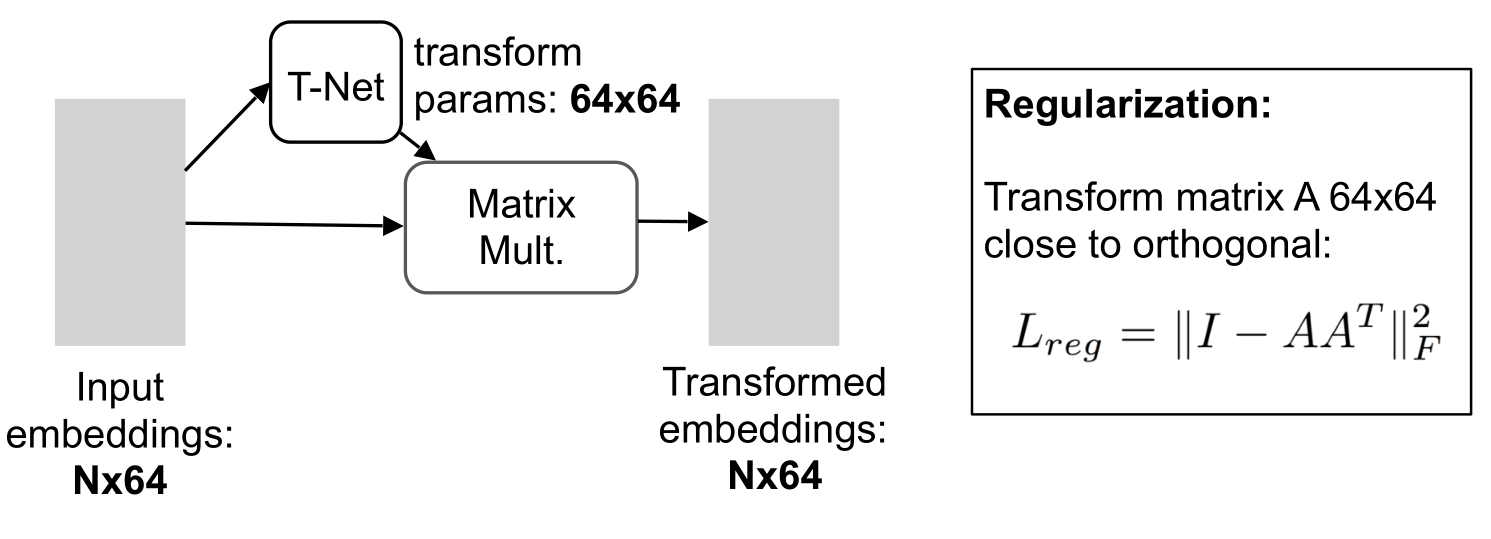 T-Net
transform
params: 64x64
Matrix
Mult.
Input
embeddings:
Nx64
Transformed
embeddings:
Nx64
Regularization:
Transform matrix A 64x64
close to orthogonal:
L_{reg} = \|I - AA^T\|_F^2